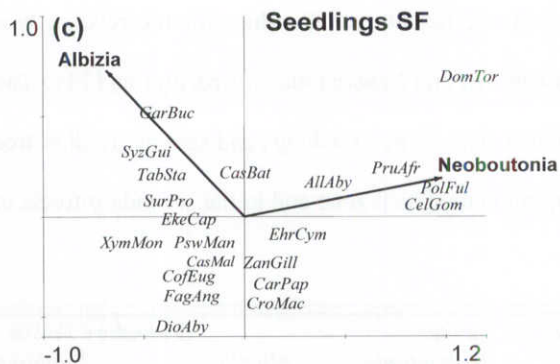 1.0
(c)
Seedlings SF
Albizia
DomTor
GarBuc
SyzGui
CasBat
PruAfr
Neoboutonia
TabSta
AllAby
PolFul
SurPro
CelGom
EkeCap
EhrCym
XymMon
PswMan
CasMal
ZanGill
CofEug
CarPap
FagAng
CroMac
DioAby
-1.0
1.2